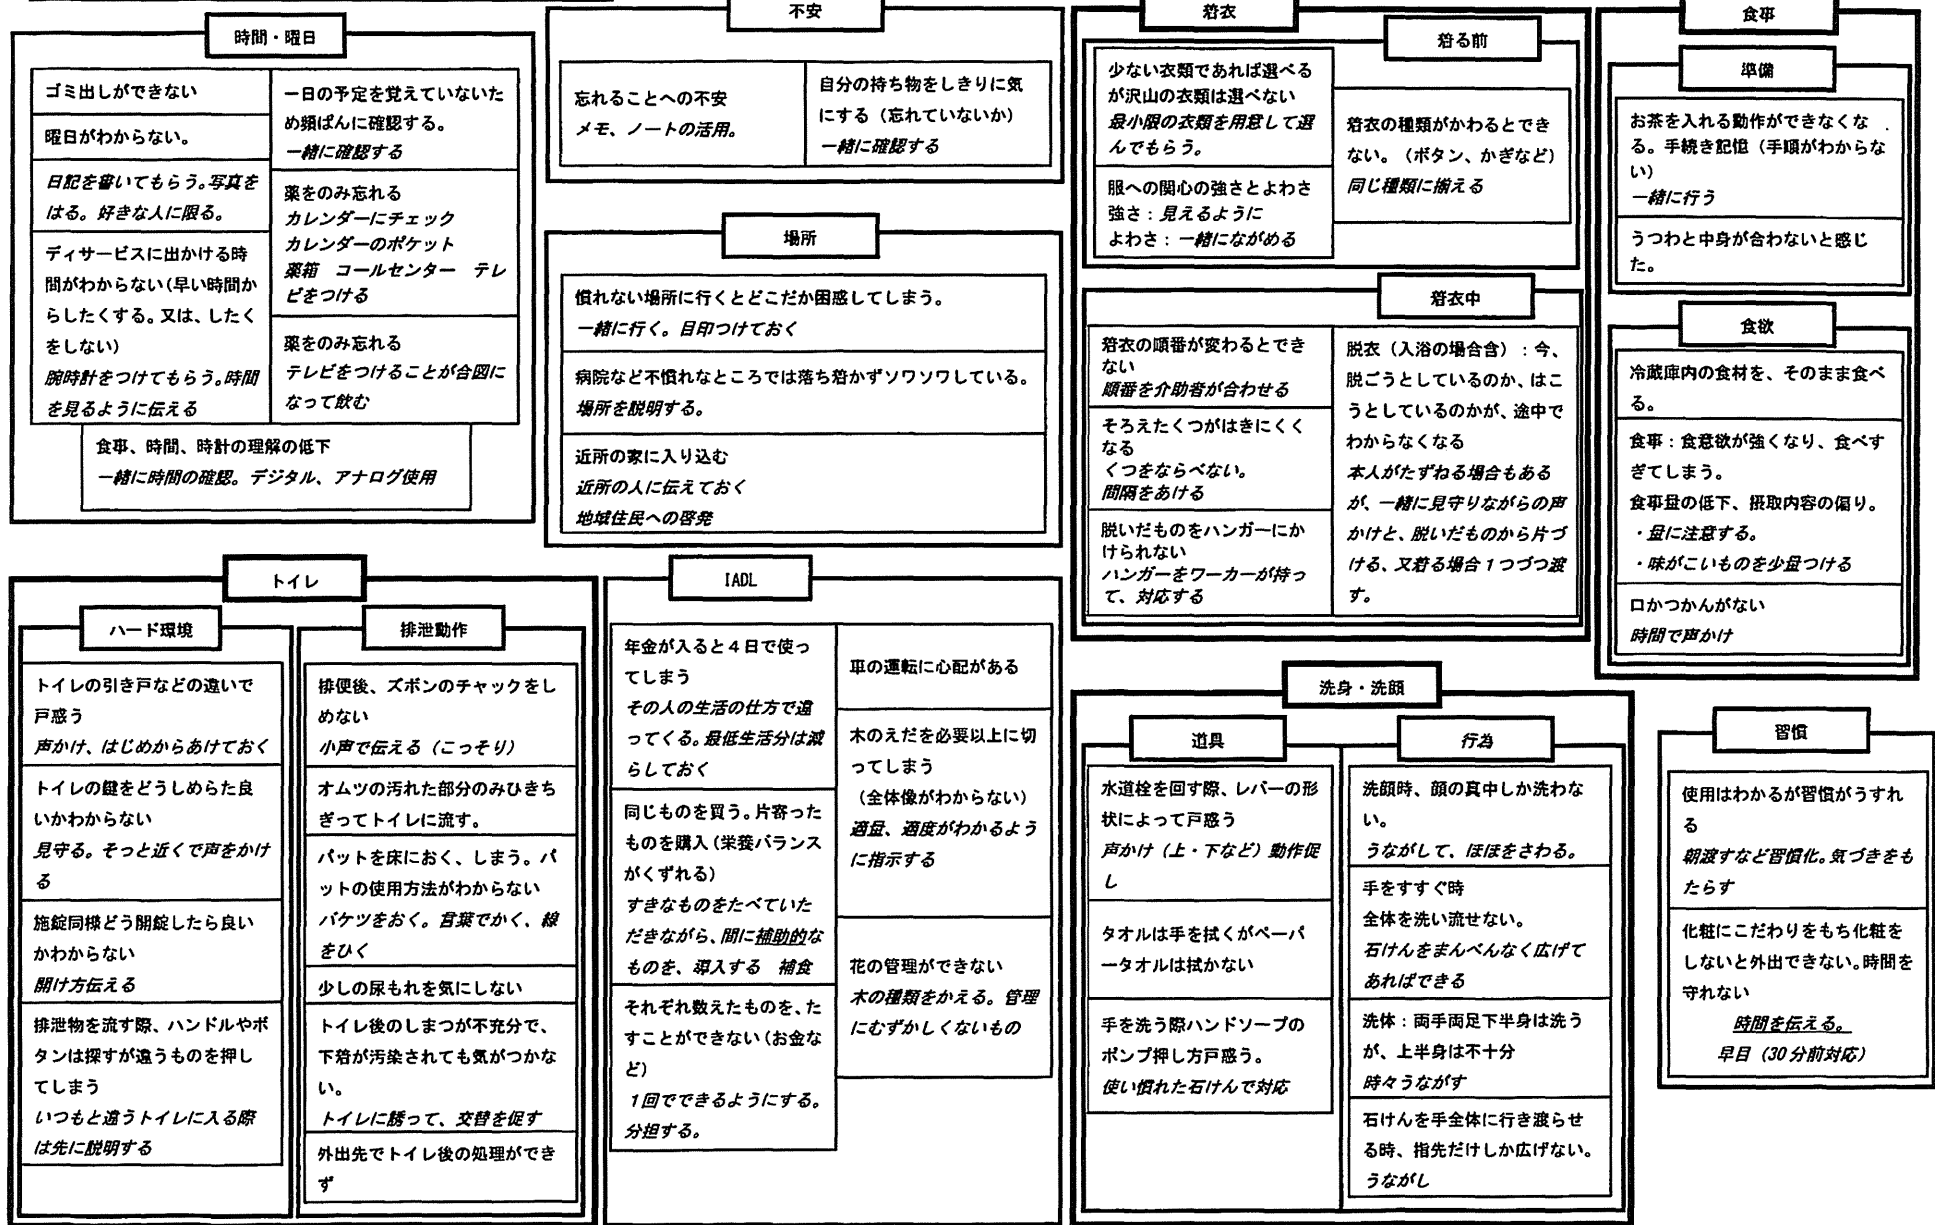 時間・曜日
ゴミ出しができない
曜日がわからない。
日記を書いてもらう。写真を
はる。好きな人に限る。
ディサービスに出かける時
間がわからない(早い時間か
らしたくする。又は、したく
をしない)
腕時計をつけてもらう。時間
を見るように伝える
一日の予定を覚えていないた
め頻ぱんに確認する。
一緒に確認する
薬をのみ忘れる
カレンダーにチェック
カレンダーのポケット
薬箱 コールセンター テレ
ビをつける
薬をのみ忘れる
テレビをつけることが合図に
なって飲む
食事、時間、時計の理解の低下
一緒に時間の確認。デジタル、アナログ使用
不安
忘れることへの不安
メモ、ノートの活用。
自分の持ち物をしきりに気
にする(忘れていないか)
一緒に確認する
場所
慣れない場所に行くとどこだか困惑してしまう。
一緒に行く。目印つけておく
病院など不慣れなところでは落ち着かずソワソワしている。
場所を説明する。
近所の家に入り込む
近所の人に伝えておく
地域住民への啓発
着衣
着る前
少ない衣類であれば選べる
が沢山の衣類は選べない
最小限の衣類を用意して選
んでもらう。
服への関心の強さとよわさ
強さ:見えるように
よわさ:一緒にながめる
着衣の種類がかわるとでき
ない。(ボタン、かぎなど)
同じ種類に揃える
着衣中
着衣の順番が変わるとでき
ない
順番を介助者が合わせる
そろえたくつがはきにくく
なる
くつをならべない。
間隔をあける
脱いだものをハンガーにか
けられない
ハンガーをワーカーが持っ
て、対応する
脱衣(入浴の場合含):今、
脱ごうとしているのか、はこ
うとしているのかが、途中で
わからなくなる
本人がたずねる場合もある
が、一緒に見守りながらの声
かけと、脱いだものから片づ
ける、又着る場合1つづつ渡
す。
食事
準備
お茶を入れる動作ができなくな
る。手続き記憶(手順がわからな
い)
一緒に行う
うつわと中身が合わないと感じ
た。
食欲
冷蔵庫内の食材を、そのまま食べ
る。
食事:食意欲が強くなり、食べす
ぎてしまう。
食事量の低下、摂取内容の偏り。
・量に注意する。
・味がこいものを少量つける
口かつかんがない
時間で声かけ
トイレ
ハード環境
トイレの引き戸などの違いで
戸惑う
声かけ、はじめからあけておく
トイレの鍵をどうしめらた良
いかわからない
見守る。そっと近くで声をかけ
る
施錠同様どう開錠したら良い
かわからない
開け方伝える
排泄物を流す際、ハンドルやボ
タンは探すが違うものを押し
てしまう
いつもと違うトイレに入る際
は先に説明する
排泄動作
排便後、ズボンのチャックをし
めない
小声で伝える(こっそり)
オムツの汚れた部分のみひきち
ぎってトイレに流す。
パットを床におく、しまう。パ
ットの使用方法がわからない
バケツをおく。言葉でかく、線
をひく
少しの尿もれを気にしない
トイレ後のしまつが不充分で、
下着が汚染されても気がつかな
い。
トイレに誘って、交替を促す
外出先でトイレ後の処理ができ
ず
IADL
年金が入ると4日で使っ
てしまう
その人の生活の仕方で違
ってくる。最低生活分は減
らしておく
同じものを買う。片寄った
ものを購入(栄養バランス
がくずれる)
すきなものをたべていた
だきながら、間に補助的な
ものを、導入する 補食
それぞれ数えたものを、た
すことができない(お金な
ど)
1回でできるようにする。
分担する。
車の運転に心配がある
木のえだを必要以上に切
ってしまう
(全体像がわからない)
適量、適度がわかるよう
に指示する
花の管理ができない
木の種類をかえる。管理
にむずかしくないもの
洗身・洗顔
道具
水道栓を回す際、レバーの形
状によって戸惑う
声かけ(上・下など)動作促
し
タオルは手を拭くがペーパ
ータオルは拭かない
手を洗う際ハンドソープの
ポンプ押し方戸惑う。
使い慣れた石けんで対応
行為
洗顔時、顔の真中しか洗わな
い。
うながして、ほほをさわる。
手をすすぐ時
全体を洗い流せない。
石けんをまんべんなく広げて
あればできる
洗体:両手両足下半身は洗う
が、上半身は不十分
時々うながす
石けんを手全体に行き渡らせ
る時、指先だけしか広げない。
うながし
習慣
使用はわかるが習慣がうすれ
る
朝渡すなど習慣化。気づきをも
たらす
化粧にこだわりをもち化粧を
しないと外出できない。時間を
守れない
時間を伝える。
早目(30分前対応)